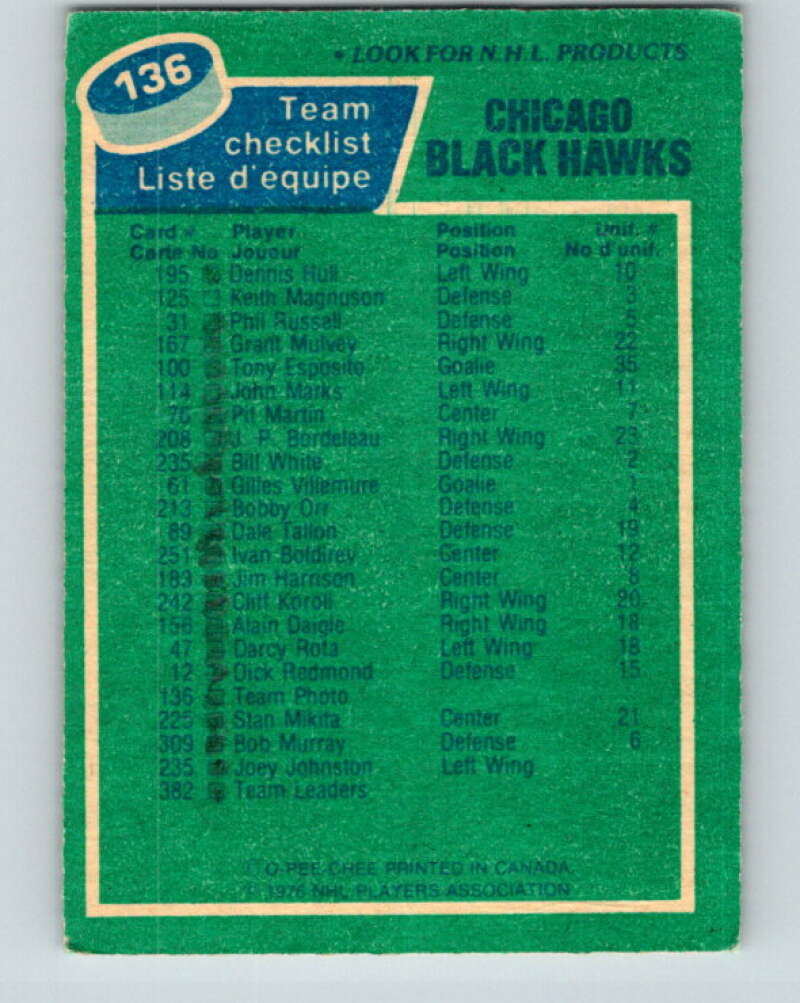 136
• LOOK FOR N.H.L. PRODUCTS
Team
checklist
Liste d'équipe
CHICAGO
BLACK HAWKS
Card # Player Position Unif. #
Carte No Joueur Position No d'unif.
195 Dennis Hull Left Wing 10
125 Keith Magnuson Defense 3
31 Phil Russell Defense 5
167 Grant Mulvey Right Wing 22
100 Tony Esposito Goalie 35
114 John Marks Left Wing 11
76 Pit Martin Center 7
208 J. P. Bordeleau Right Wing 23
235 Bill White Defense 2
61 Gilles Villemure Goalie 1
213 Bobby Orr Defense 4
89 Dale Tallon Defense 19
251 Ivan Boldirev Center 12
183 Jim Harrison Center 8
242 Cliff Koroll Right Wing 20
156 Alain Daigle Right Wing 18
47 Darcy Rota Left Wing 18
12 Dick Redmond Defense 15
136 Team Photo
225 Stan Mikita Center 21
309 Bob Murray Defense 6
235 Joey Johnston Left Wing
382 Team Leaders
© O-PEE-CHEE PRINTED IN CANADA
© 1976 NHL PLAYERS ASSOCIATION